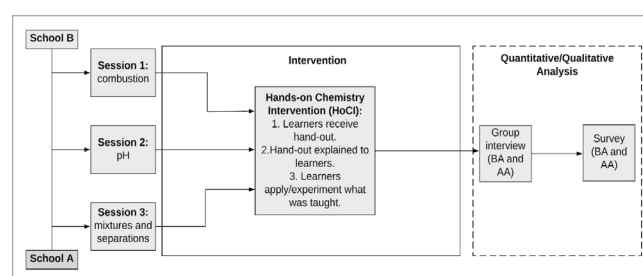 School B
Session 1:
combustion
Session 2:
pH
Session 3:
mixtures and
separations
School A
Intervention
Hands-on Chemistry
Intervention (HoCI):
1. Learners receive
hand-out.
2.Hand-out explained to
learners.
3. Learners
apply/experiment what
was taught.
Quantitative/Qualitative
Analysis
Group
interview
(BA and
AA)
Survey
(BA and
AA)